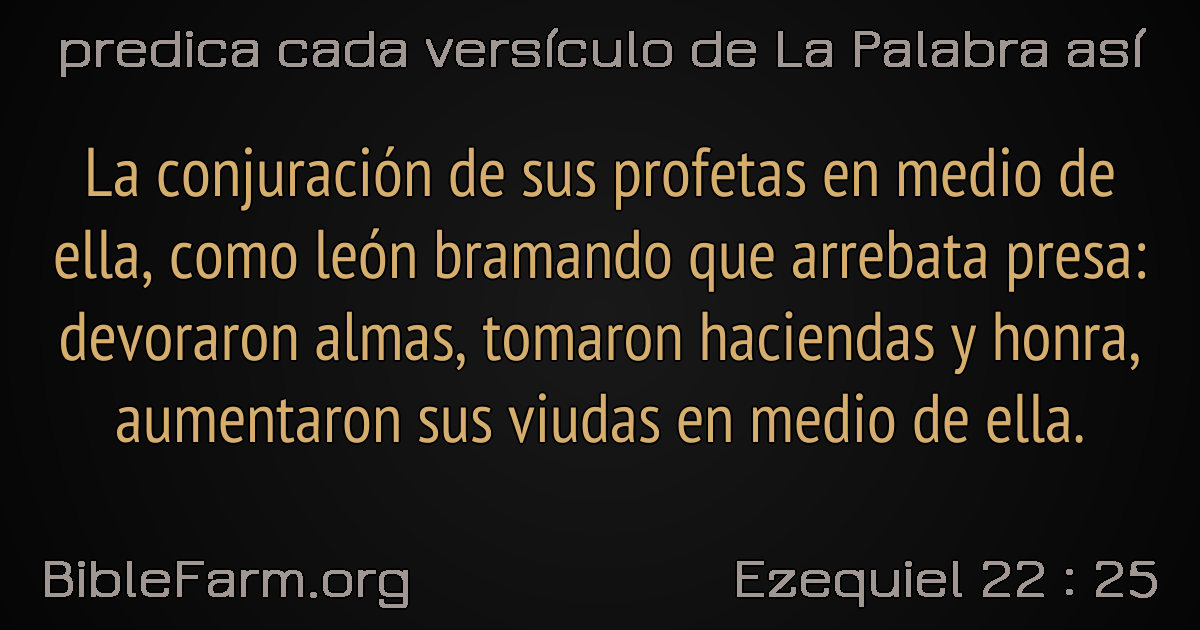 predica cada versículo de La Palabra así
La conjuración de sus profetas en medio de
ella, como león bramando que arrebata presa:
devoraron almas, tomaron haciendas y honra,
aumentaron sus viudas en medio de ella.
BibleFarm.org
Ezequiel 22 : 25